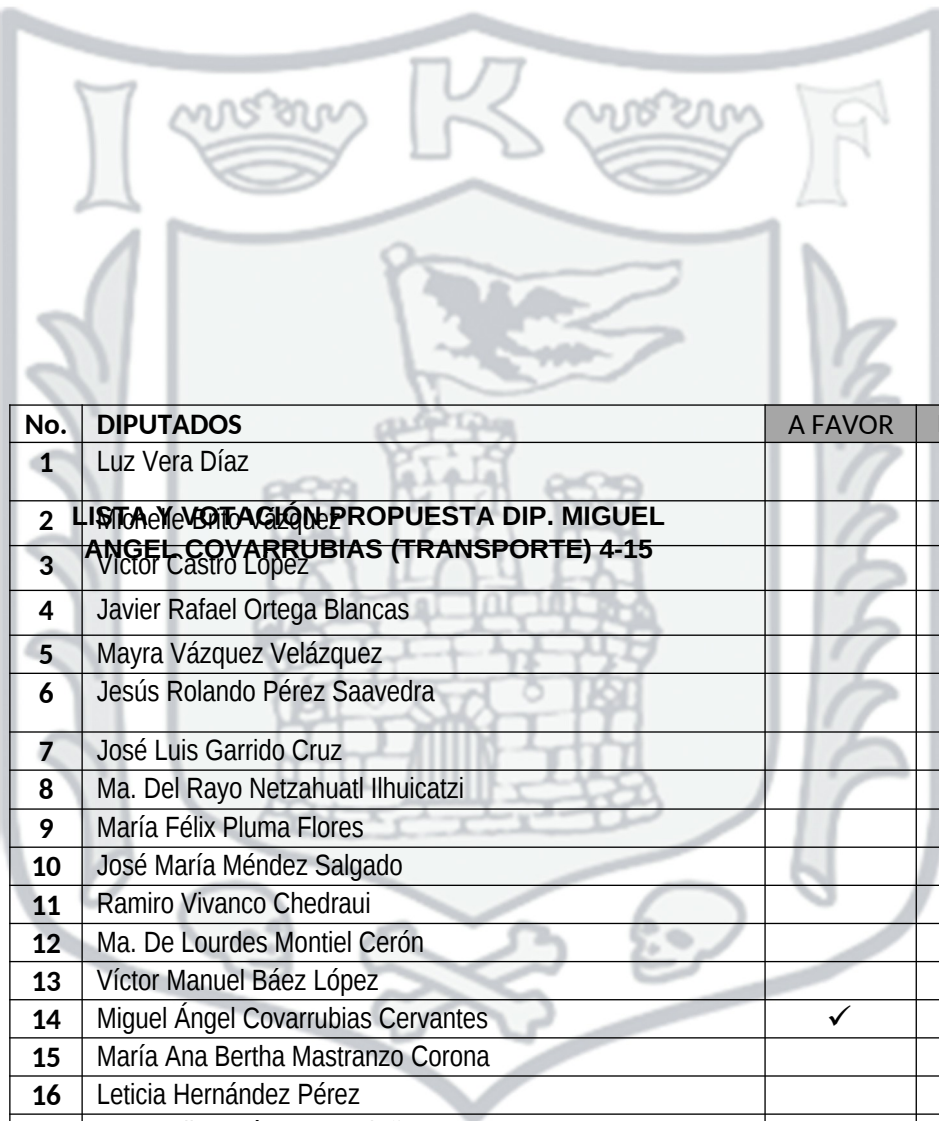 I K F
No. DIPUTADOS A FAVOR
1 Luz Vera Díaz
LISTA Y VOTACIÓN PROPUESTA DIP. MIGUEL
ANGEL COVARRUBIAS (TRANSPORTE) 4-15
2 Michelle Brito Vázquez
3 Víctor Castro López
4 Javier Rafael Ortega Blancas
5 Mayra Vázquez Velázquez
6 Jesús Rolando Pérez Saavedra
7 José Luis Garrido Cruz
8 Ma. Del Rayo Netzahuatl Ilhuicatzi
9 María Félix Pluma Flores
10 José María Méndez Salgado
11 Ramiro Vivanco Chedraui
12 Ma. De Lourdes Montiel Cerón
13 Víctor Manuel Báez López
14 Miguel Ángel Covarrubias Cervantes ✓
15 María Ana Bertha Mastranzo Corona
16 Leticia Hernández Pérez